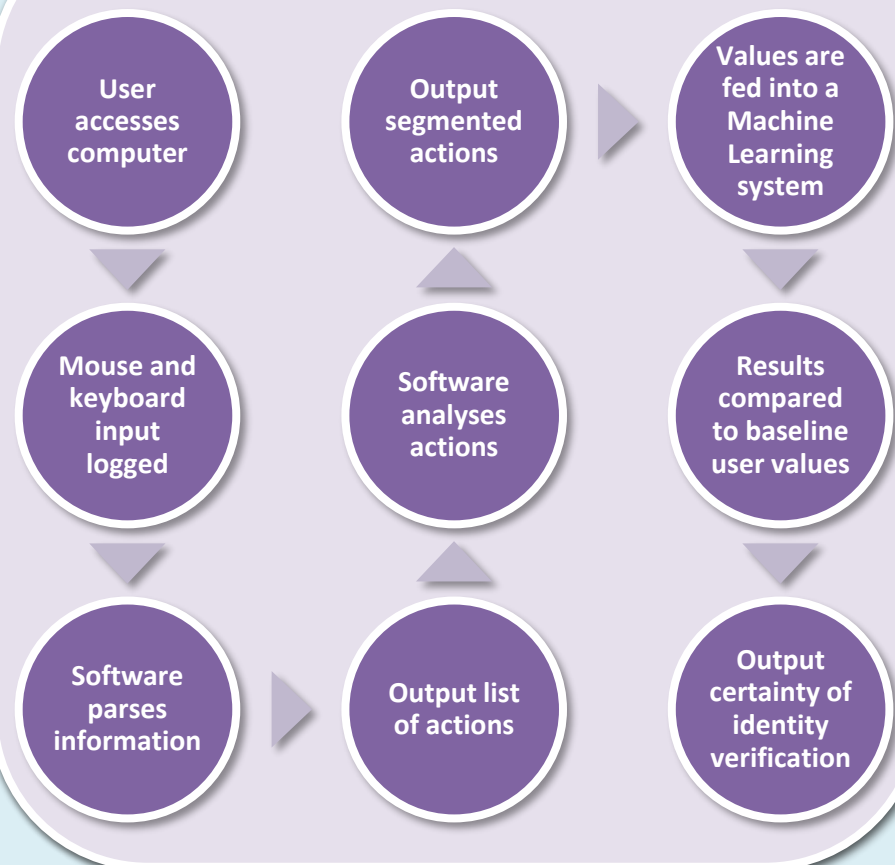 User
accesses
computer
Mouse and
keyboard
input
logged
Software
parses
information
Output list
of actions
Software
analyses
actions
Output
segmented
actions
Values are
fed into a
Machine
Learning
system
Results
compared
to baseline
user values
Output
certainty of
identity
verification